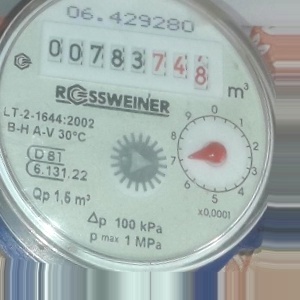 06.429280
00783748
m³
ROSSWEINER
LT-2-1644:2002
B-H A-V 30°C
D 81
6.131.22
Qp 1,6 m³
Δp 100 kPa
p max 1 MPa
9 0 1 2 3 4 5 6 7 8
x0,0001